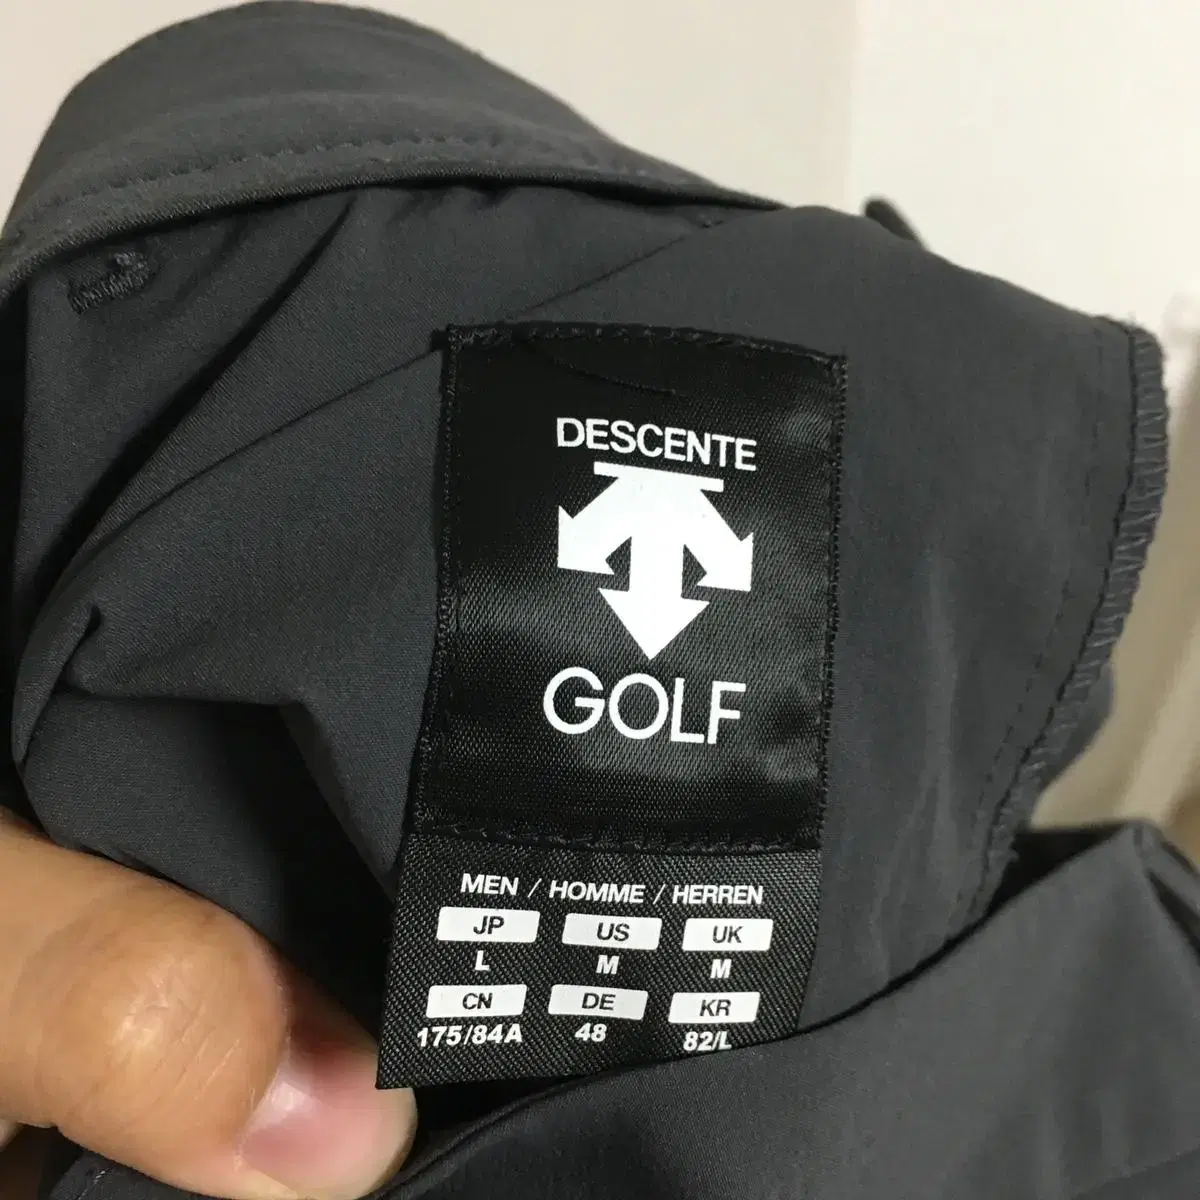 DESCENTE
GOLF
MEN / HOMME / HERREN
JP US UK
L M M
CN DE KR
175/84A 48 82/L